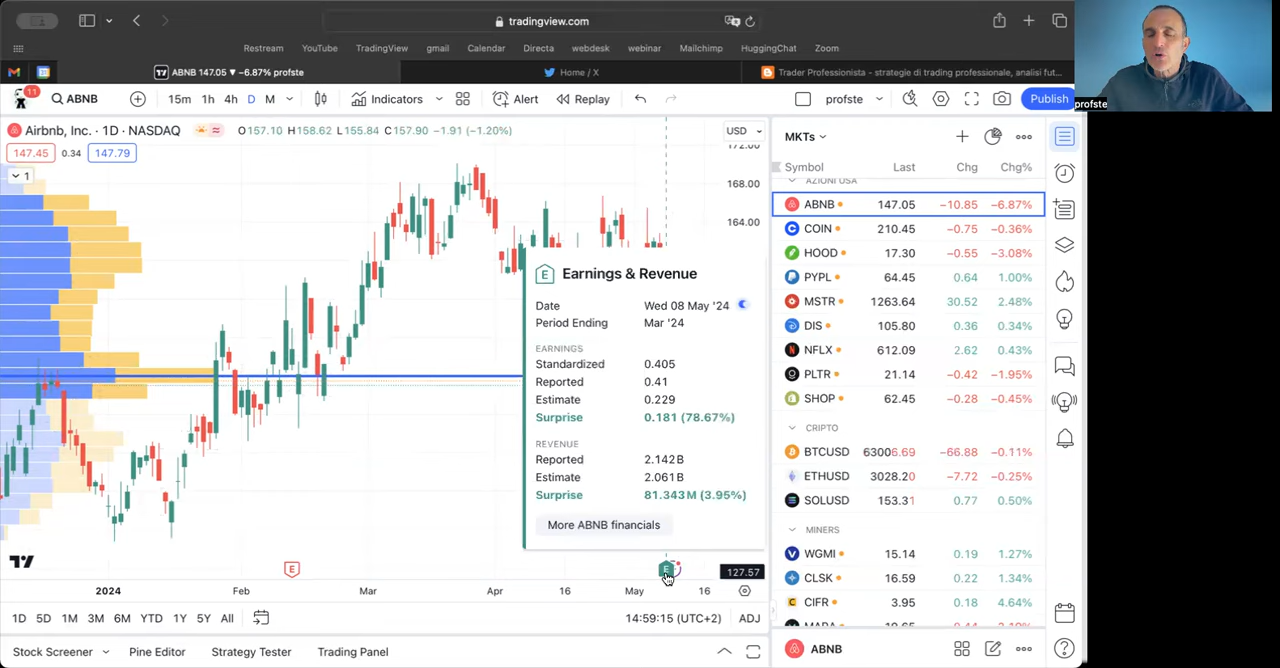 tradingview.com
Restream YouTube TradingView gmail Calendar Directa webdesk webinar Mailchimp HuggingChat Zoom
ABNB 147.05 ▼ −6.87% profste
Home / X
Trader Professionista - strategie di trading professionale, analisi fut...
profste
11
ABNB
15m 1h 4h D M
Indicators
Alert
Replay
profste
Publish
Airbnb, Inc. · 1D · NASDAQ
O157.10 H158.62 L155.84 C157.90 −1.91 (−1.20%)
USD
147.45 0.34 147.79
1
172.00
168.00
164.00
E Earnings & Revenue
Date Wed 08 May '24
Period Ending Mar '24
EARNINGS
Standardized 0.405
Reported 0.41
Estimate 0.229
Surprise 0.181 (78.67%)
REVENUE
Reported 2.142B
Estimate 2.061B
Surprise 81.343M (3.95%)
More ABNB financials
E
E
127.57
2024 Feb Mar Apr 16 May 16
1D 5D 1M 3M 6M YTD 1Y 5Y All
14:59:15 (UTC+2) ADJ
Stock Screener Pine Editor Strategy Tester Trading Panel
MKTs
Symbol Last Chg Chg%
AZIONI USA
ABNB 147.05 −10.85 −6.87%
COIN 210.45 −0.75 −0.36%
HOOD 17.30 −0.55 −3.08%
PYPL 64.45 0.64 1.00%
MSTR 1263.64 30.52 2.48%
DIS 105.80 0.36 0.34%
NFLX 612.09 2.62 0.43%
PLTR 21.14 −0.42 −1.95%
SHOP 62.45 −0.28 −0.45%
CRIPTO
BTCUSD 63006.69 −66.88 −0.11%
ETHUSD 3028.20 −7.72 −0.25%
SOLUSD 153.31 0.77 0.50%
MINERS
WGMI 15.14 0.19 1.27%
CLSK 16.59 0.22 1.34%
CIFR 3.95 0.18 4.64%
ABNB